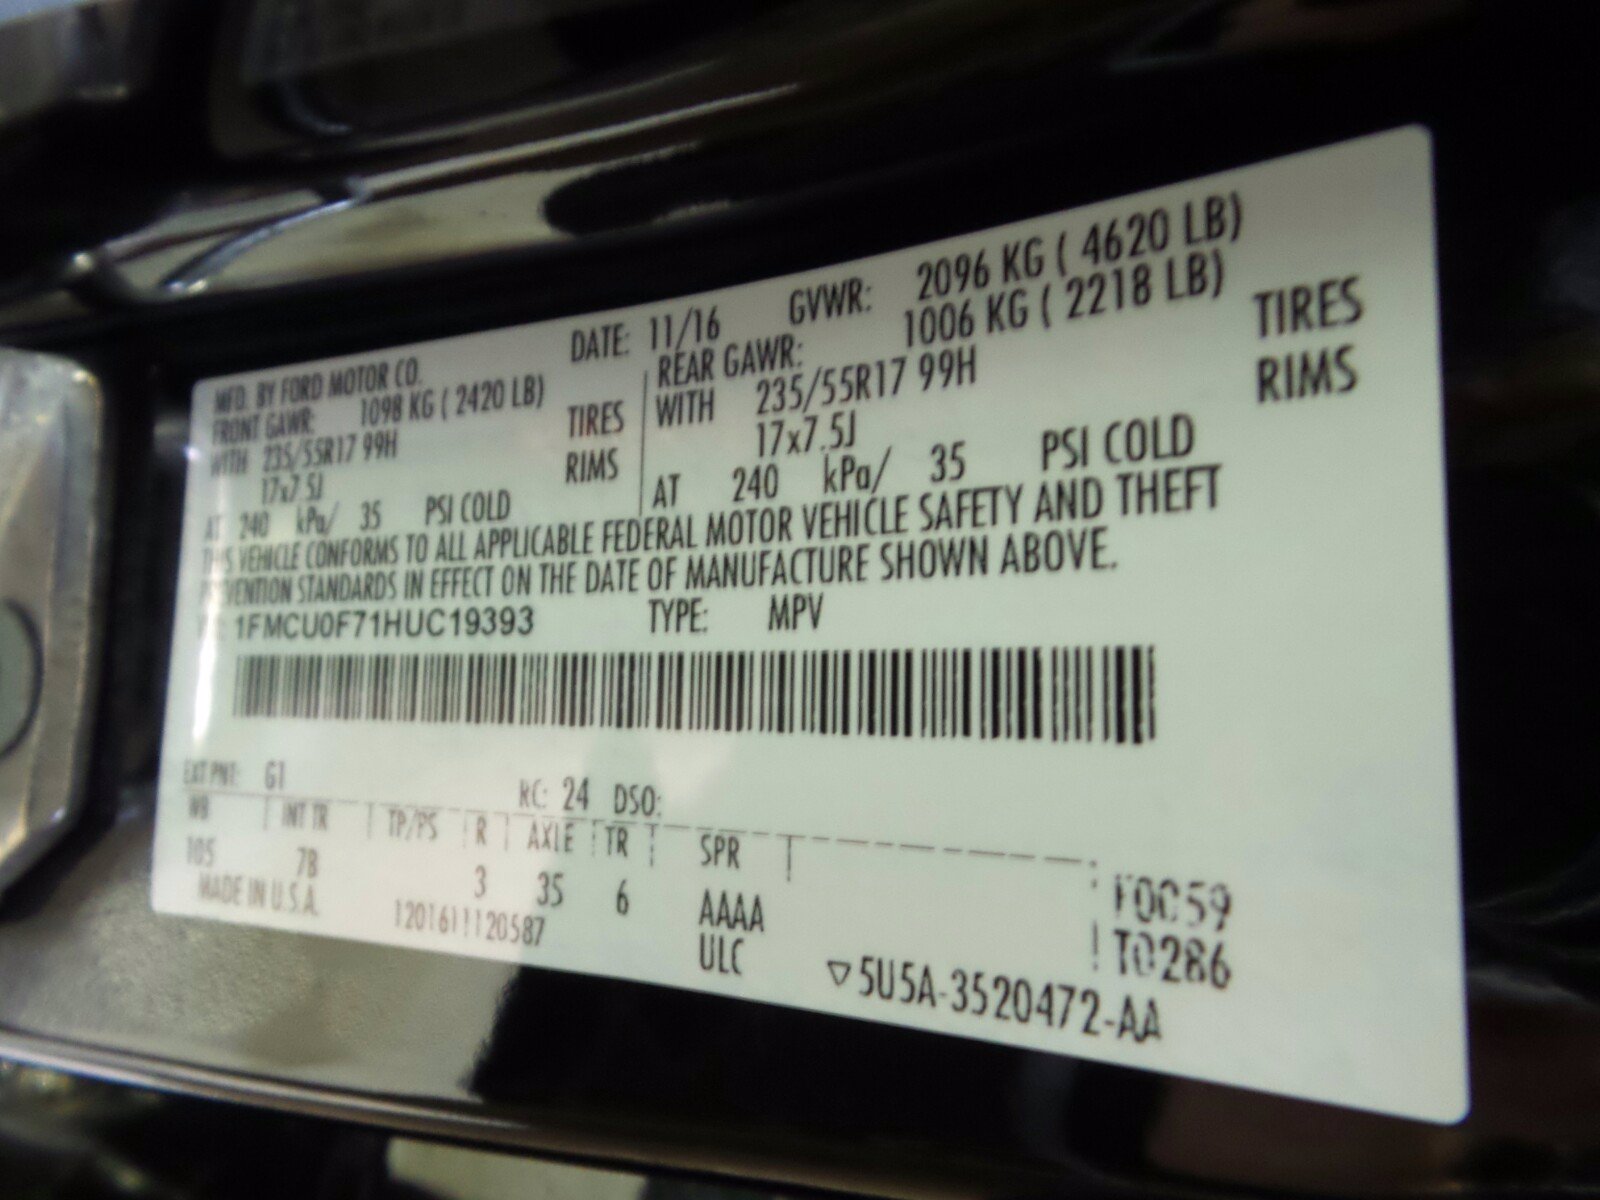 MFD. BY FORD MOTOR CO. DATE: 11/16 GVWR: 2096 KG ( 4620 LB)
FRONT GAWR: 1098 KG ( 2420 LB) REAR GAWR: 1006 KG ( 2218 LB)
WITH 235/55R17 99H TIRES WITH 235/55R17 99H TIRES
17x7.5J RIMS 17x7.5J RIMS
AT 240 kPa/ 35 PSI COLD AT 240 kPa/ 35 PSI COLD
THIS VEHICLE CONFORMS TO ALL APPLICABLE FEDERAL MOTOR VEHICLE SAFETY AND THEFT
PREVENTION STANDARDS IN EFFECT ON THE DATE OF MANUFACTURE SHOWN ABOVE.
1FMCU0F71HUC19393 TYPE: MPV
EXT PNT: G1 RC: 24 DSO:
WB INT TR TP/PS R AXLE TR SPR
105 7B 3 35 6 AAAA F0059
MADE IN U.S.A. 1201611120587 ULC T0286
▽5U5A-3520472-AA